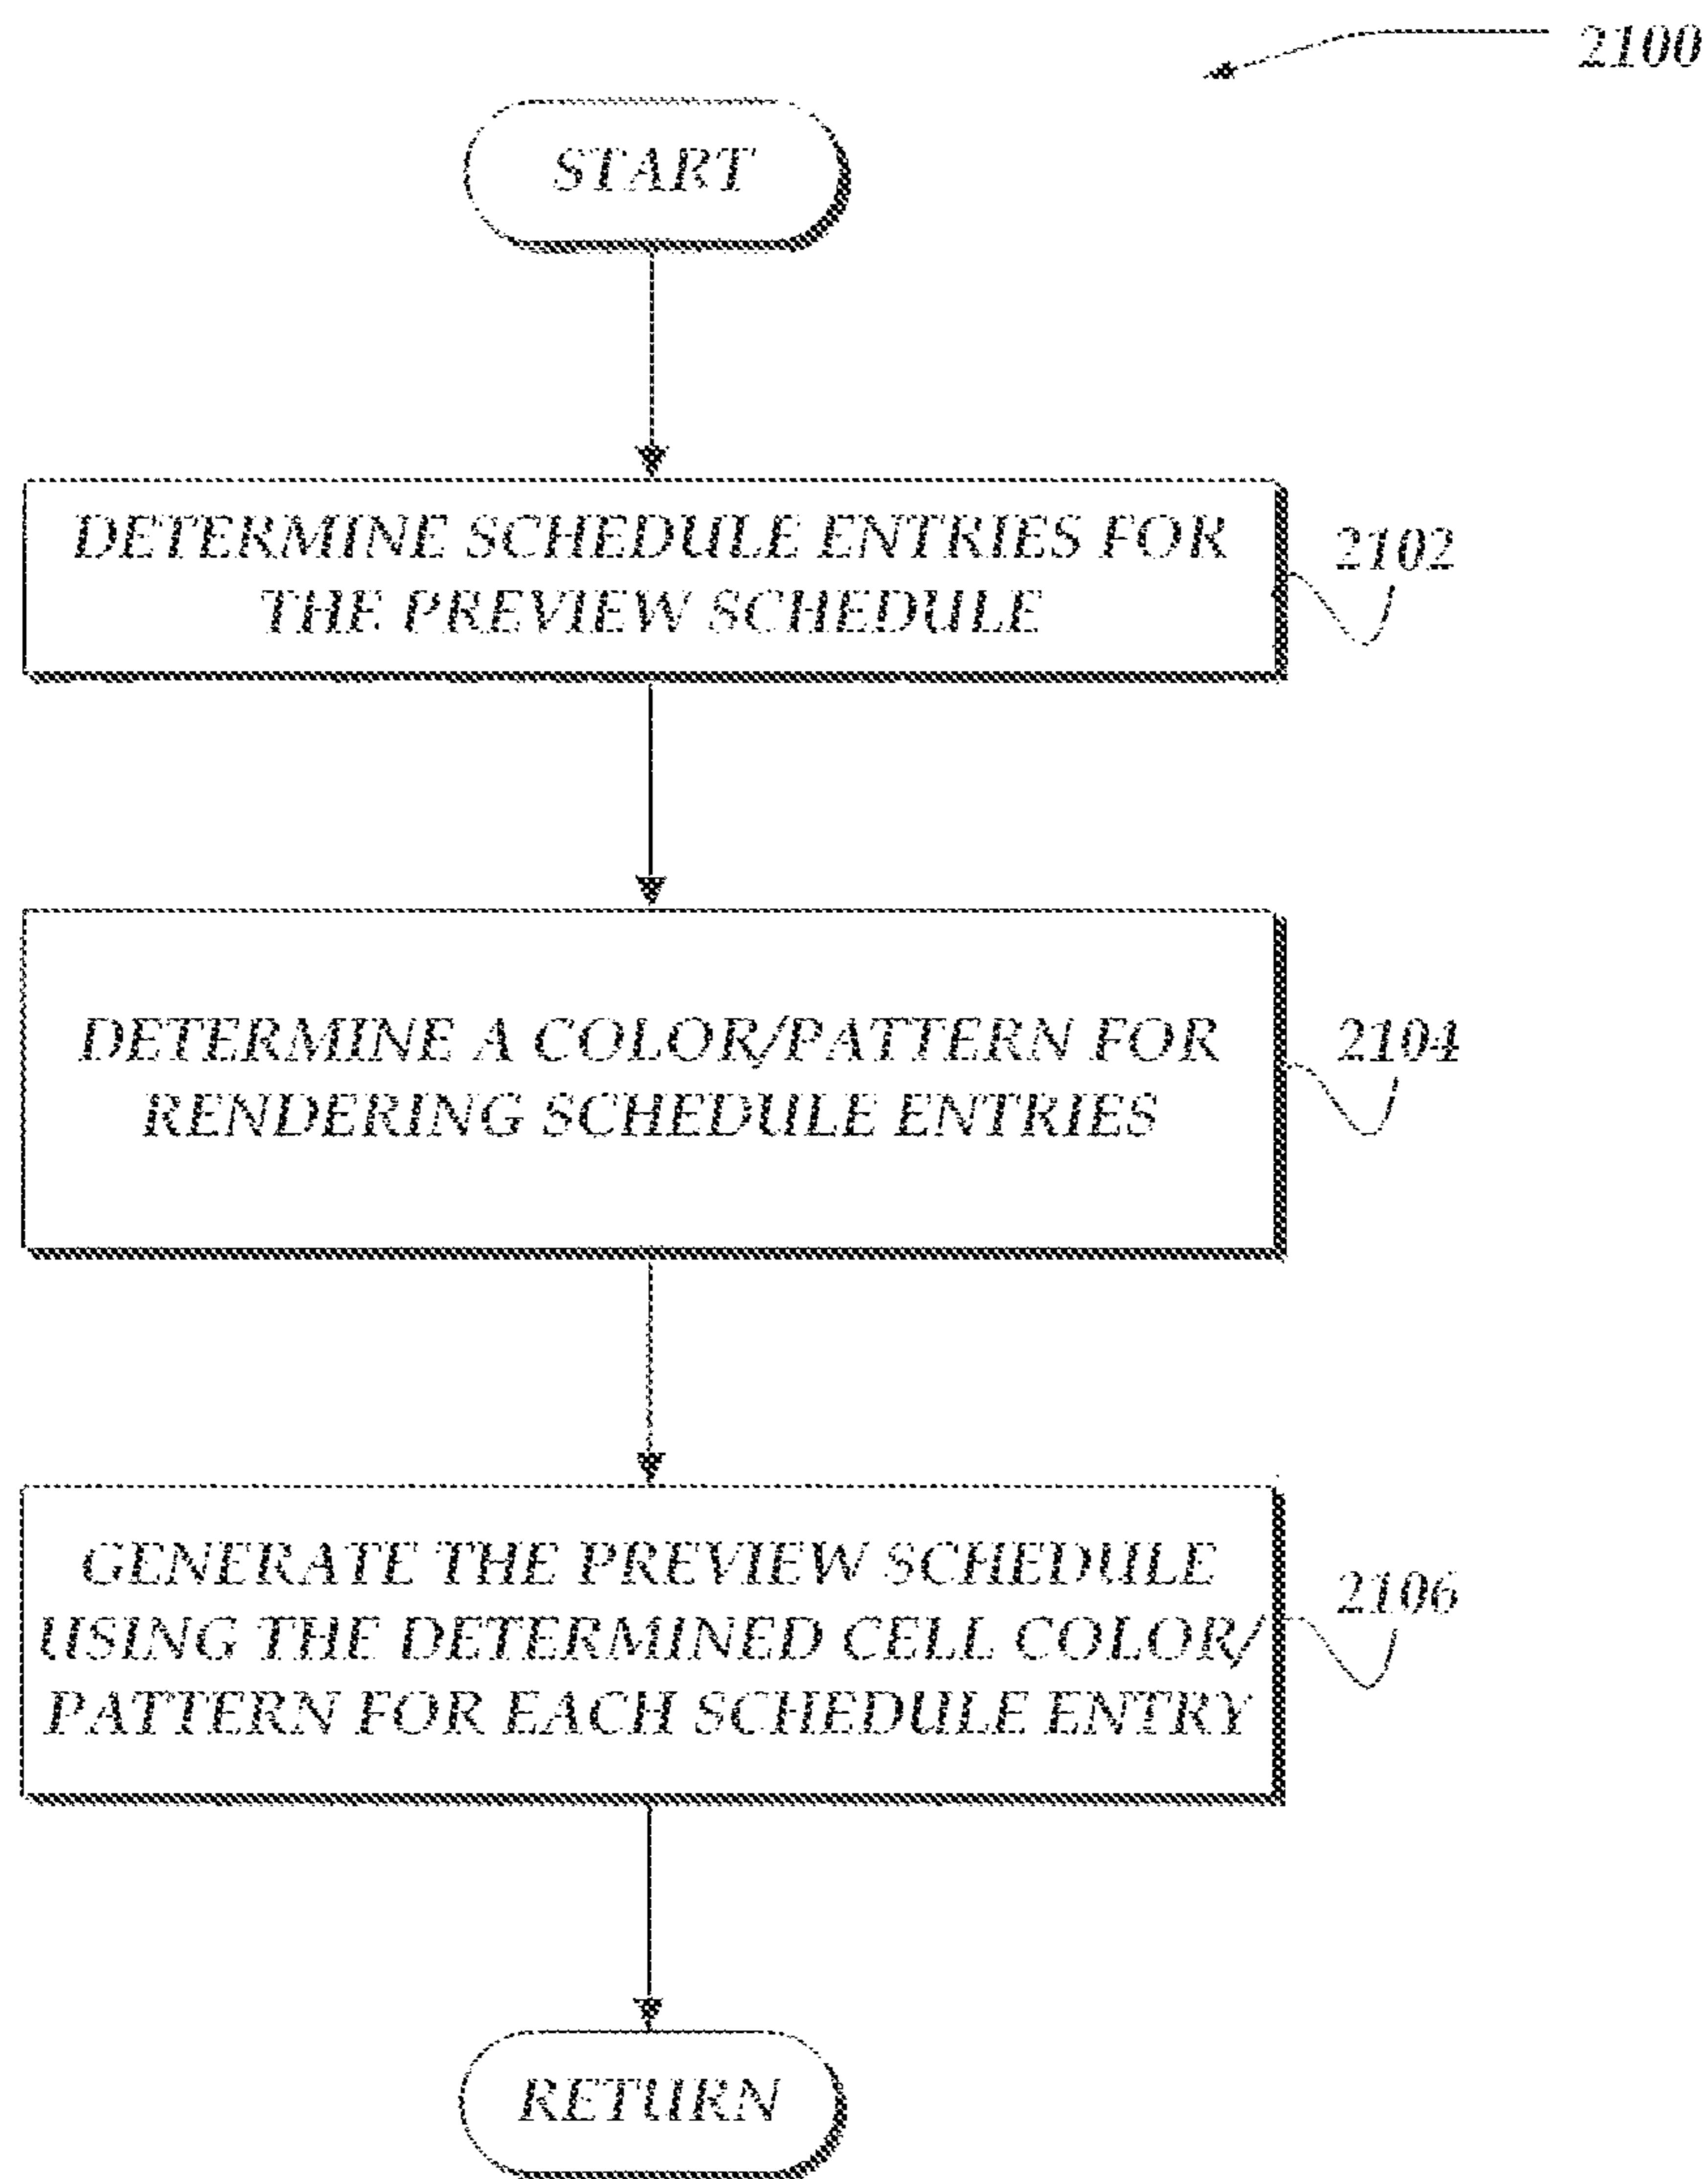 2100
START
DETERMINE SCHEDULE ENTRIES FOR
THE PREVIEW SCHEDULE
2102
DETERMINE A COLOR/PATTERN FOR
RENDERING SCHEDULE ENTRIES
2104
GENERATE THE PREVIEW SCHEDULE
USING THE DETERMINED CELL COLOR/
PATTERN FOR EACH SCHEDULE ENTRY
2106
RETURN